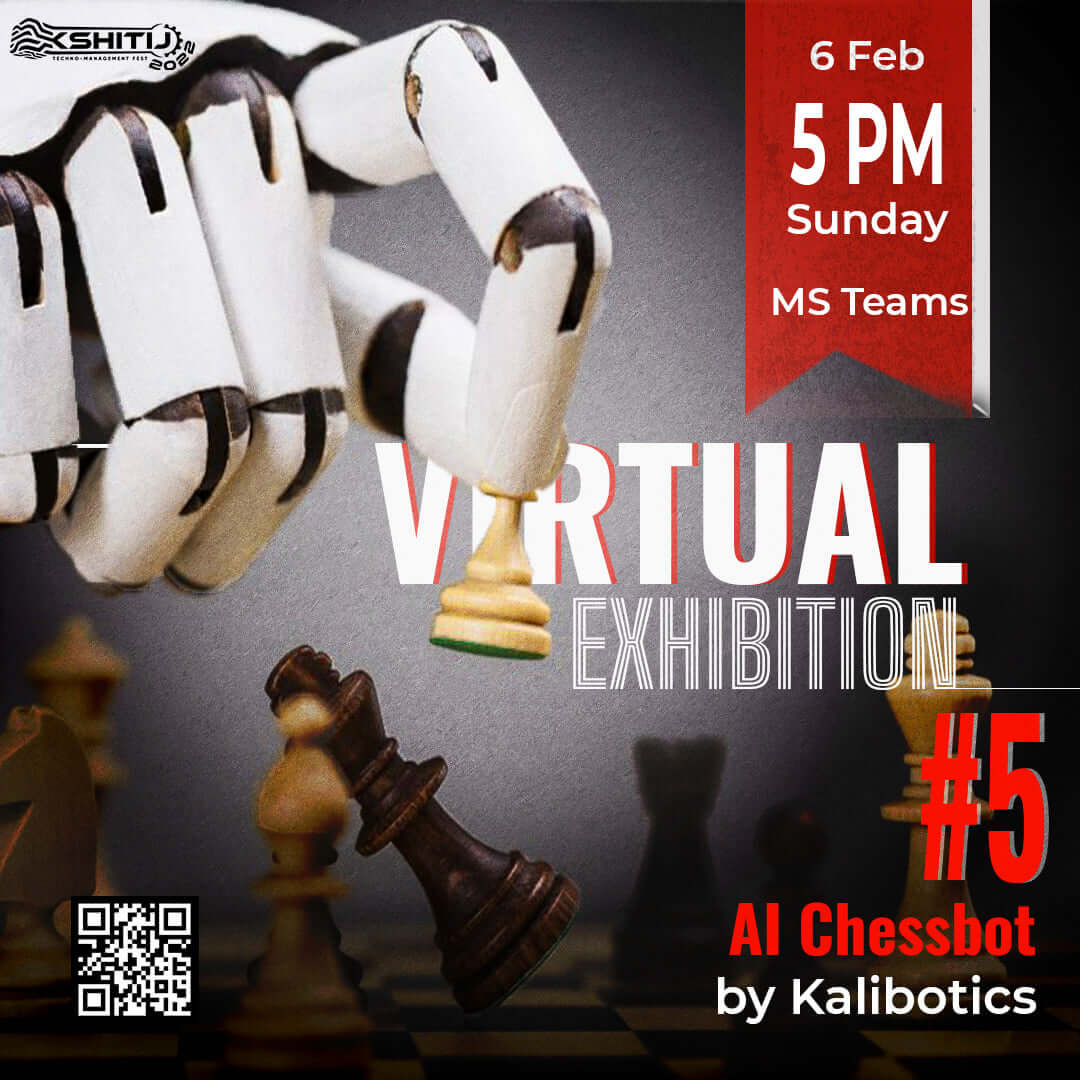 KSHITIJ
TECHNO-MANAGEMENT FEST
2022
6 Feb
5 PM
Sunday
MS Teams
VIRTUAL
EXHIBITION
#5
AI Chessbot
by Kalibotics